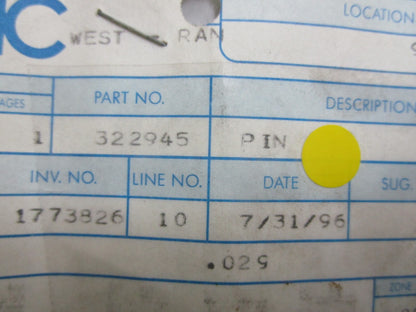 IC WEST - RAN
LOCATION
AGES PART NO. DESCRIPTION
1 322945 PIN
INV. NO. LINE NO. DATE SUG.
1773826 10 7/31/96
.029
ZONE